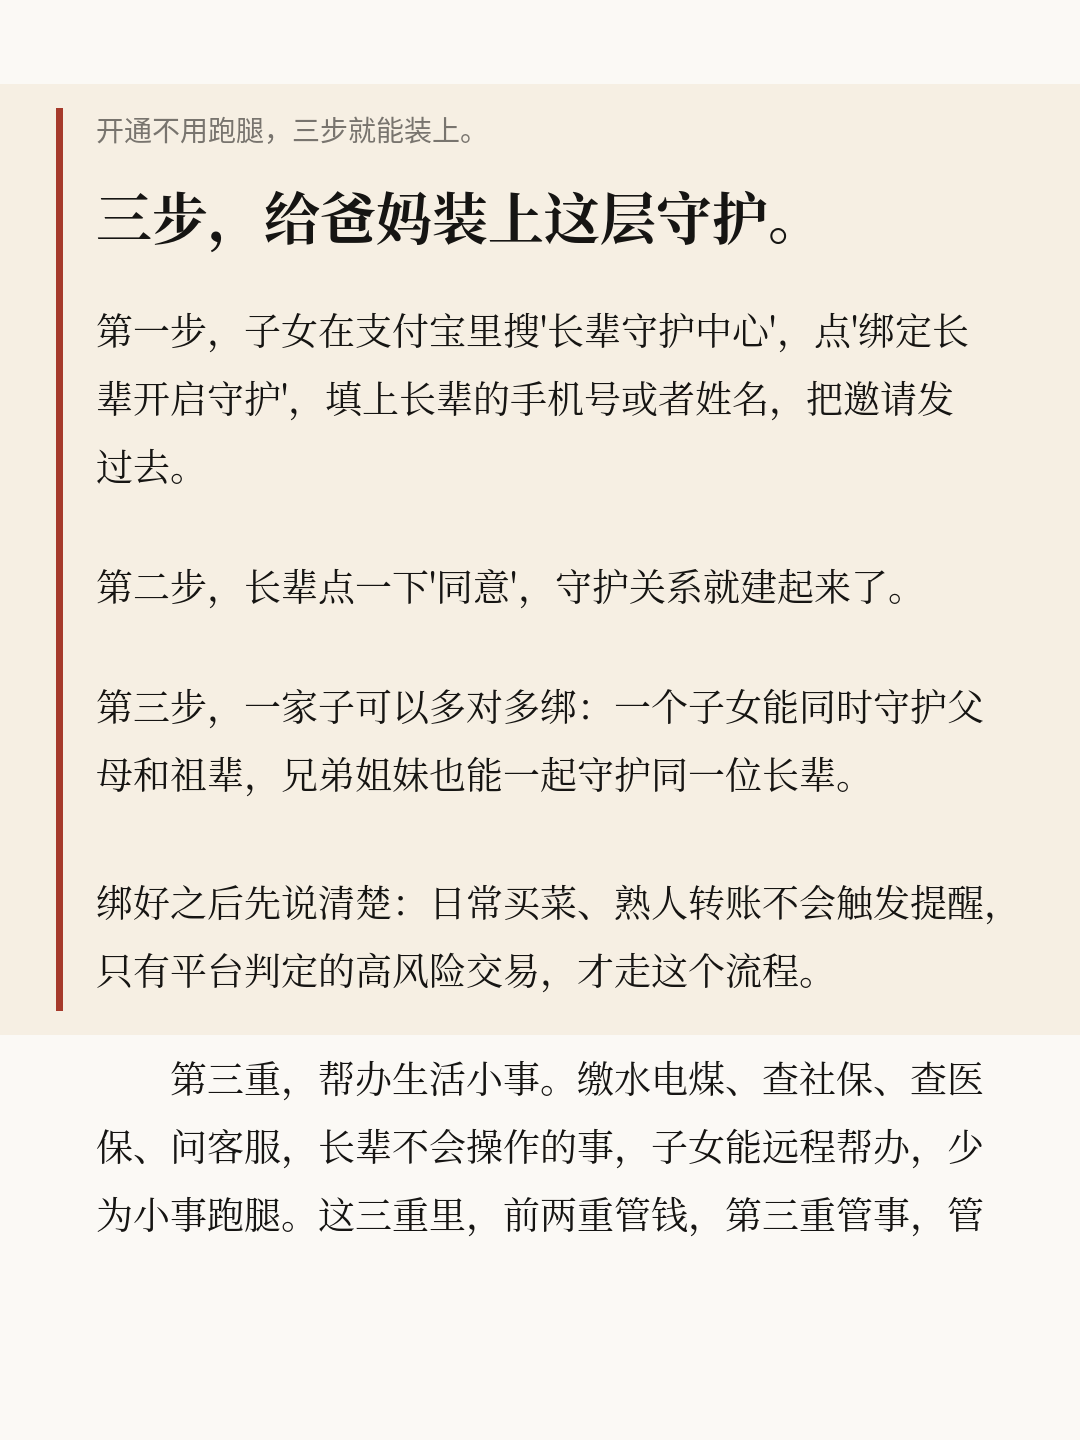 开通不用跑腿，三步就能装上。
三步，给爸妈装上这层守护。
第一步，子女在支付宝里搜'长辈守护中心'，点'绑定长
辈开启守护'，填上长辈的手机号或者姓名，把邀请发
过去。
第二步，长辈点一下'同意'，守护关系就建起来了。
第三步，一家子可以多对多绑：一个子女能同时守护父
母和祖辈，兄弟姐妹也能一起守护同一位长辈。
绑好之后先说清楚：日常买菜、熟人转账不会触发提醒，
只有平台判定的高风险交易，才走这个流程。
第三重，帮办生活小事。缴水电煤、查社保、查医
保、问客服，长辈不会操作的事，子女能远程帮办，少
为小事跑腿。这三重里，前两重管钱，第三重管事，管